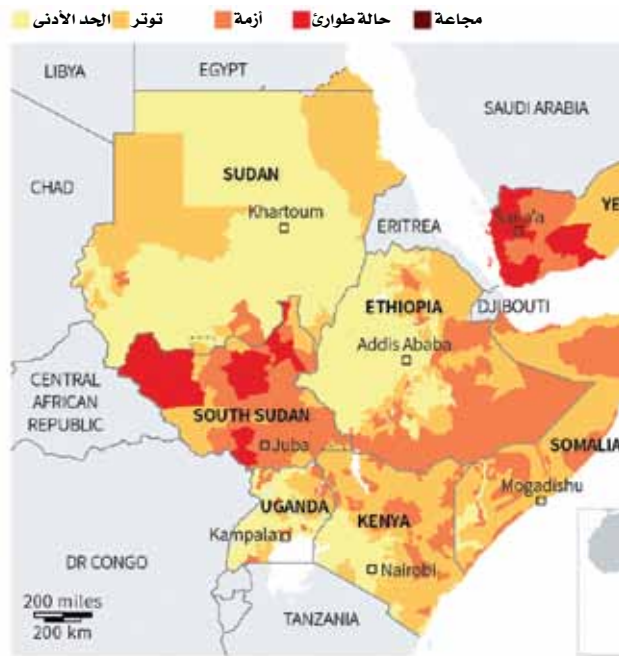 الحد الأدنى توتر أزمة حالة طوارئ مجاعة
LIBYA
EGYPT
SAUDI ARABIA
CHAD
SUDAN
Khartoum
ERITREA
Sana'a
YE
ETHIOPIA
DJIBOUTI
Addis Ababa
CENTRAL
AFRICAN
REPUBLIC
SOUTH SUDAN
Juba
SOMALIA
Mogadishu
UGANDA
KENYA
Kampala
DR CONGO
Nairobi
200 miles
200 km
TANZANIA